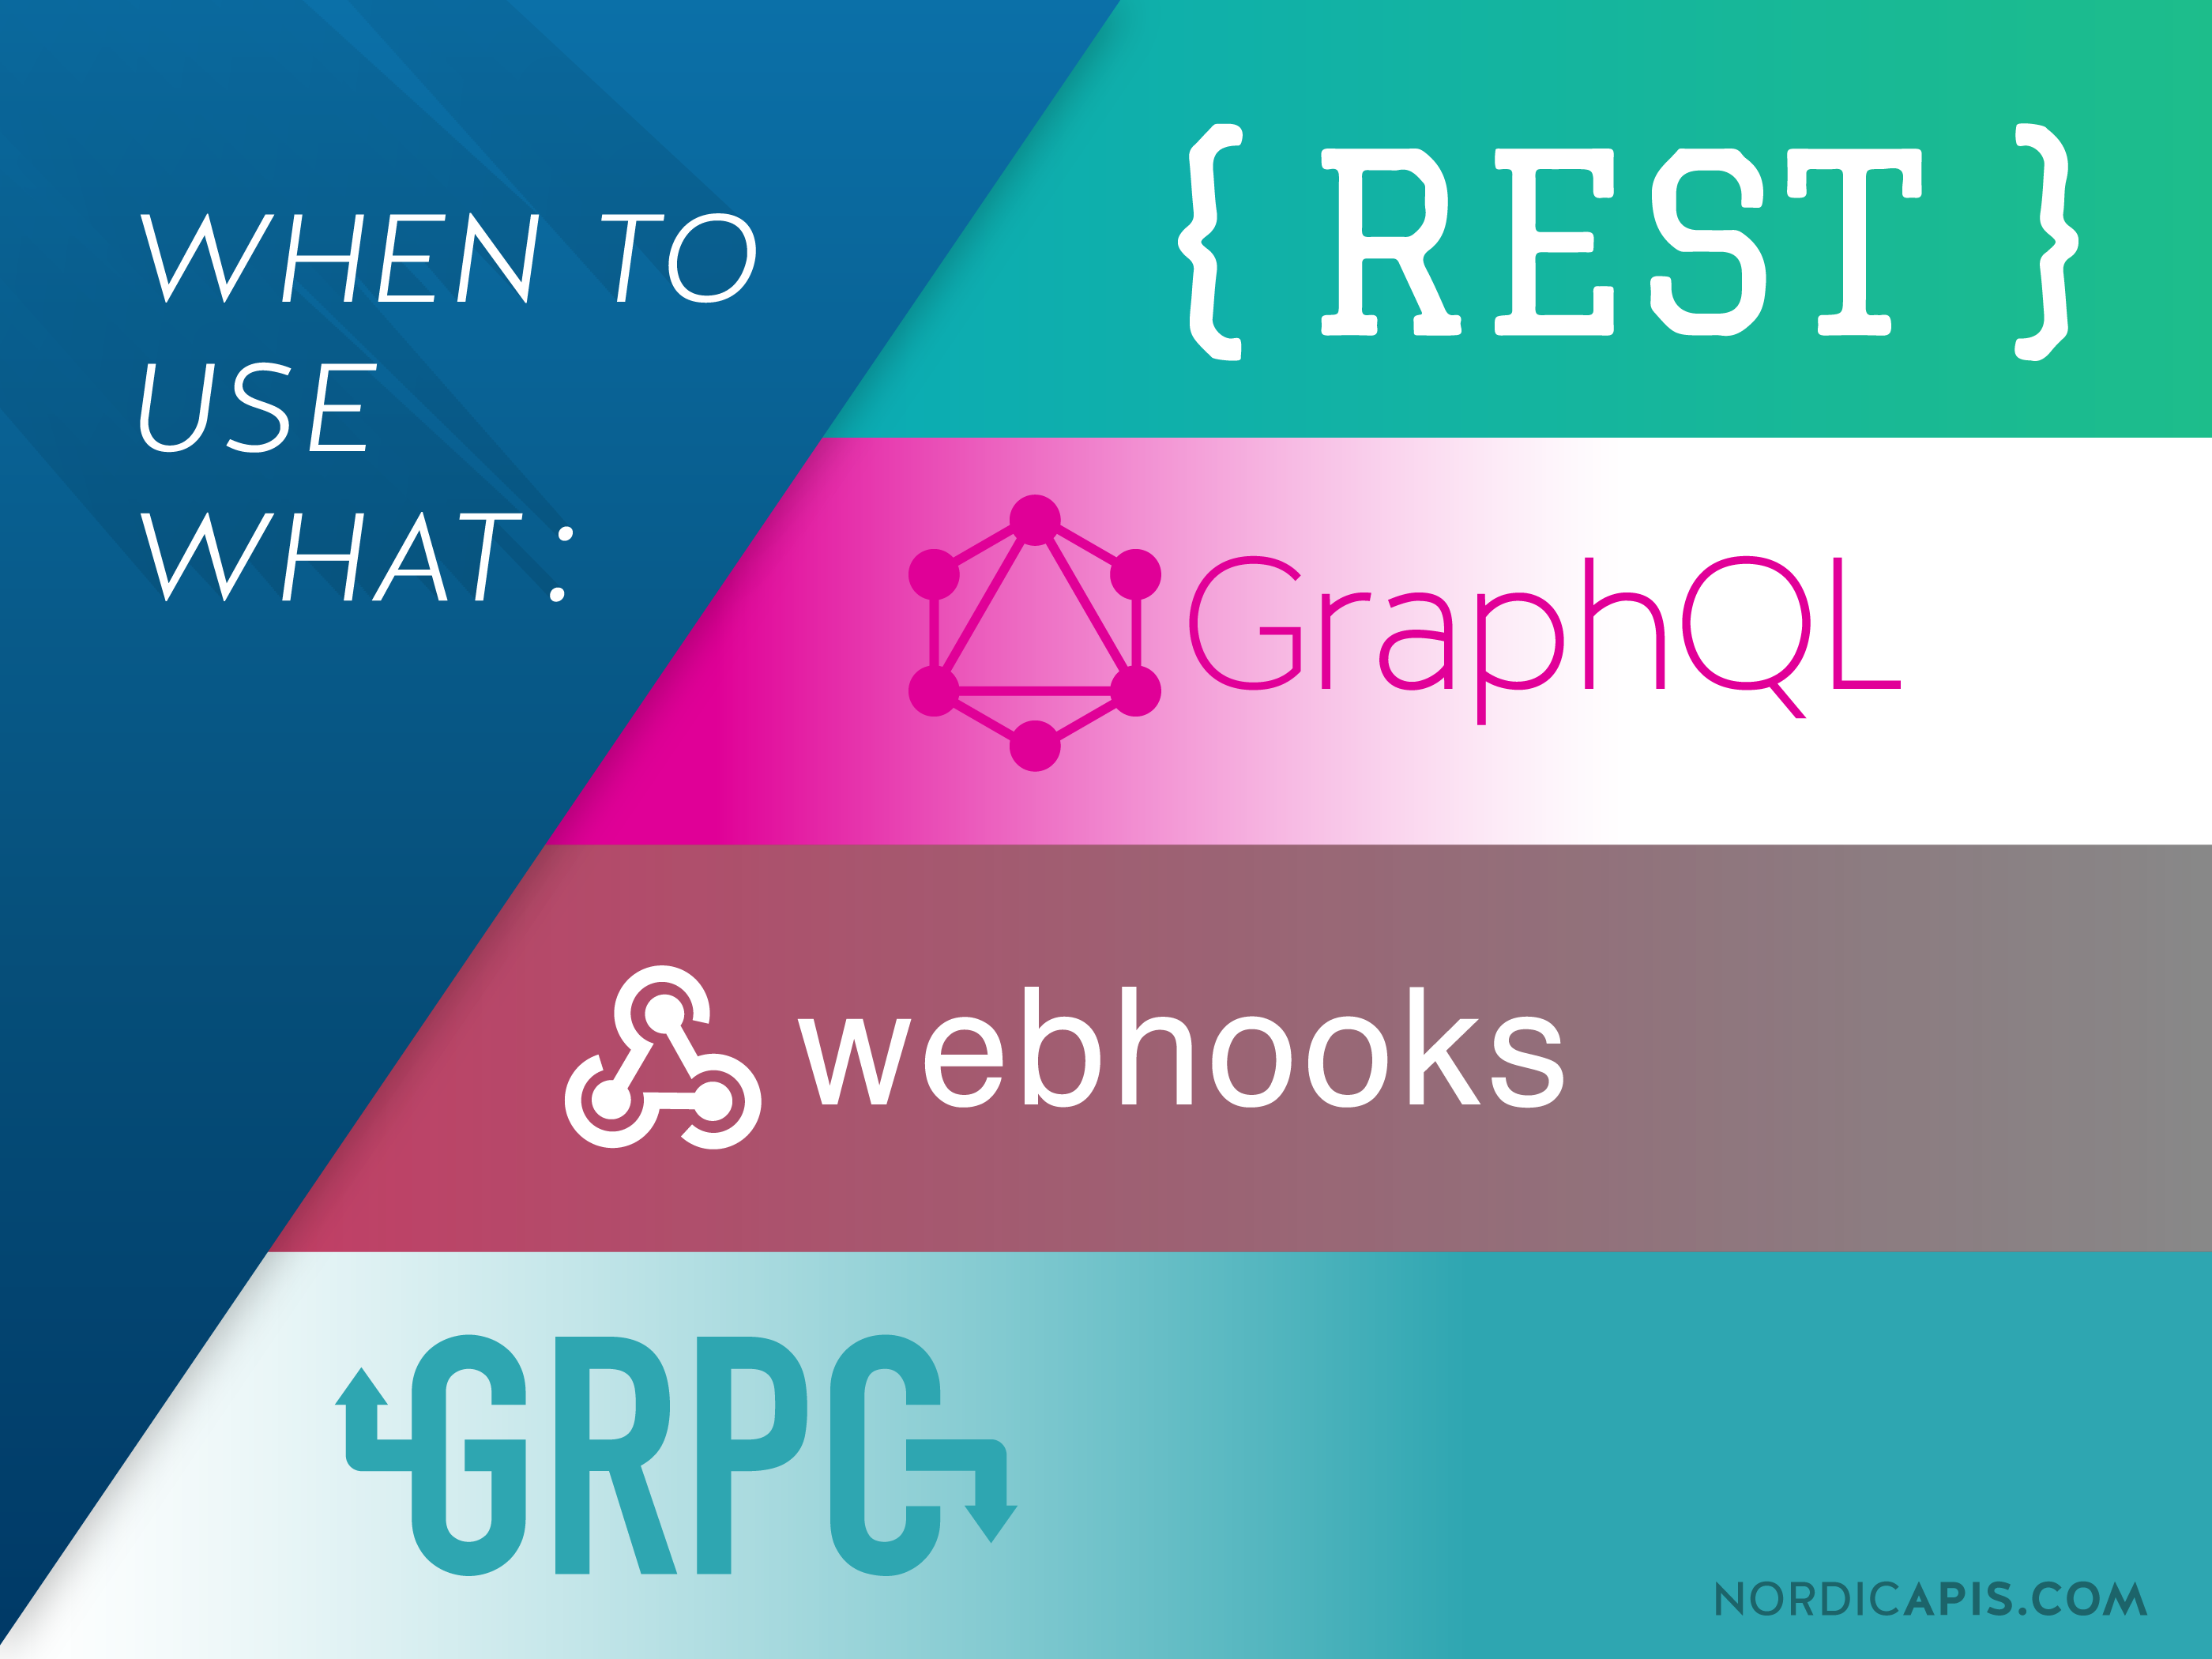 WHEN TO
USE
WHAT:
{ REST }
GraphQL
webhooks
GRPC
NORDICAPIS.COM